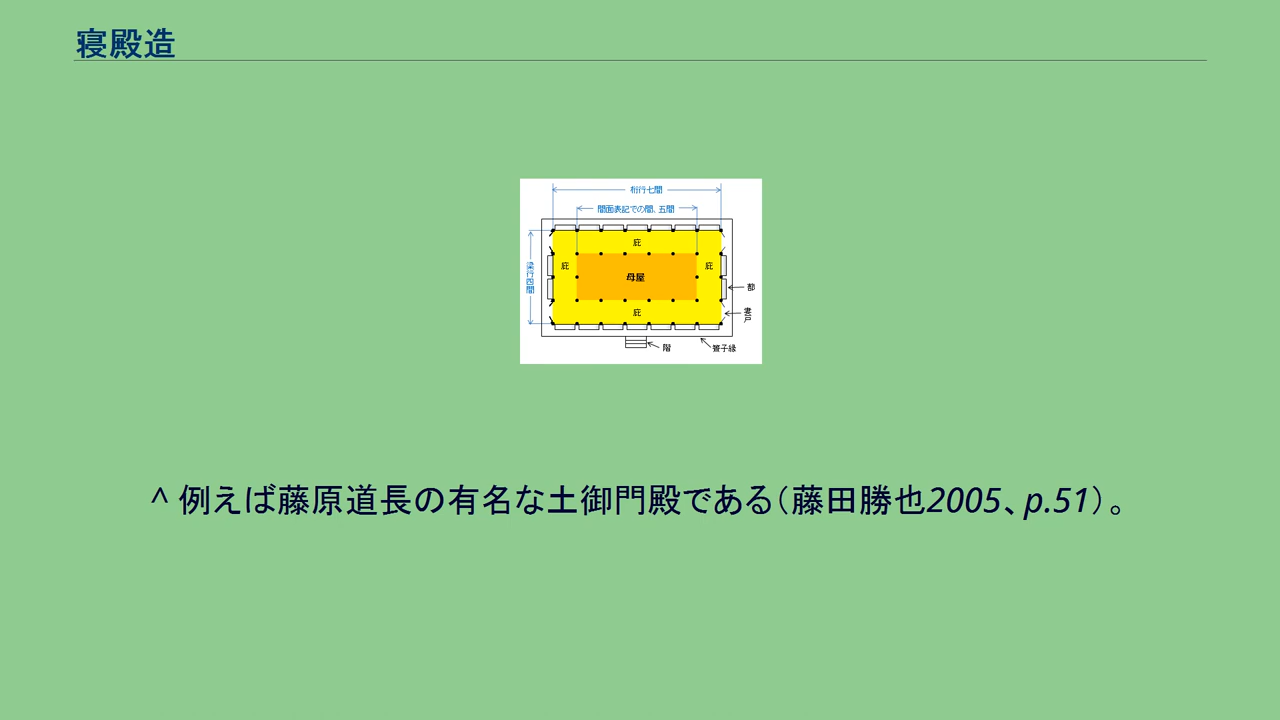 寝殿造
桁行七間
間面表記での間、五間
庇
庇
庇
梁行四間
母屋
蔀
妻戸
庇
階
簀子縁
^ 例えば藤原道長の有名な土御門殿である（藤田勝也2005、p.51）。